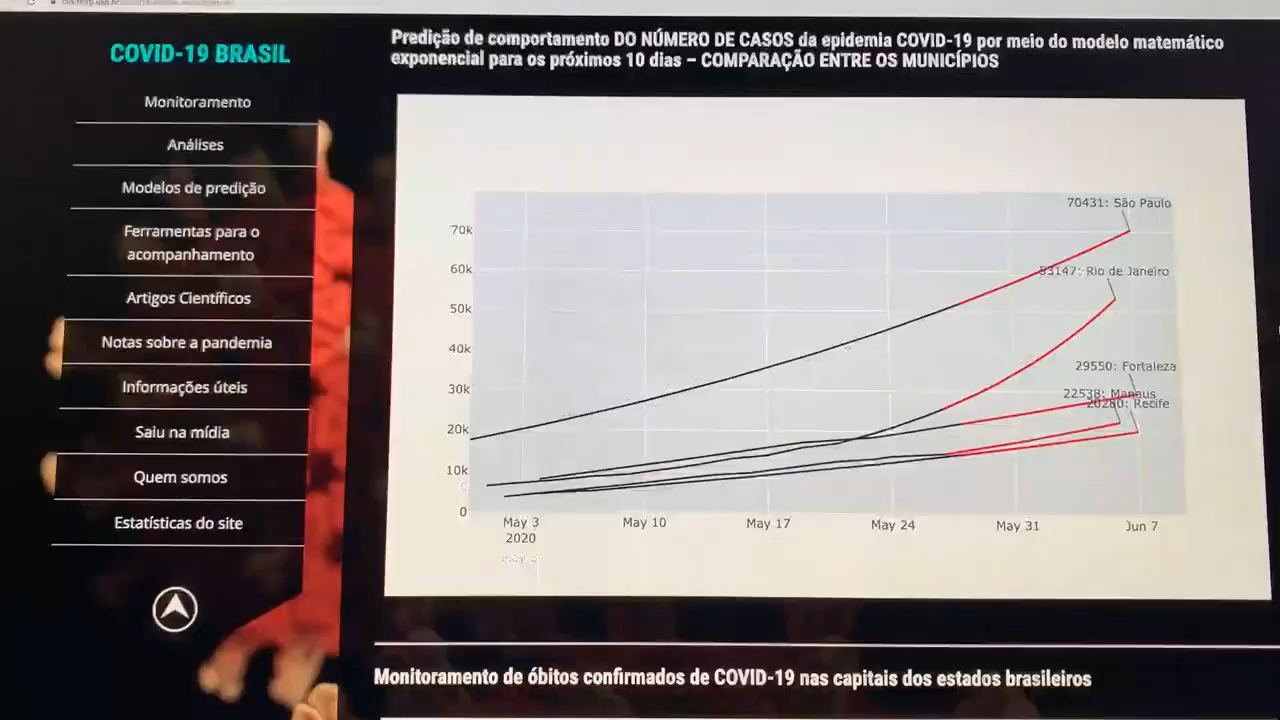 COVID-19 BRASIL
Monitoramento
Análises
Modelos de predição
Ferramentas para o
acompanhamento
Artigos Científicos
Notas sobre a pandemia
Informações úteis
Saiu na mídia
Quem somos
Estatísticas do site
Predição de comportamento DO NÚMERO DE CASOS da epidemia COVID-19 por meio do modelo matemático
exponencial para os próximos 10 dias – COMPARAÇÃO ENTRE OS MUNICÍPIOS
70431: São Paulo
53147: Rio de Janeiro
29550: Fortaleza
22538: Manaus
20280: Recife
70k
60k
50k
40k
30k
20k
10k
0
May 3 May 10 May 17 May 24 May 31 Jun 7
2020
Monitoramento de óbitos confirmados de COVID-19 nas capitais dos estados brasileiros